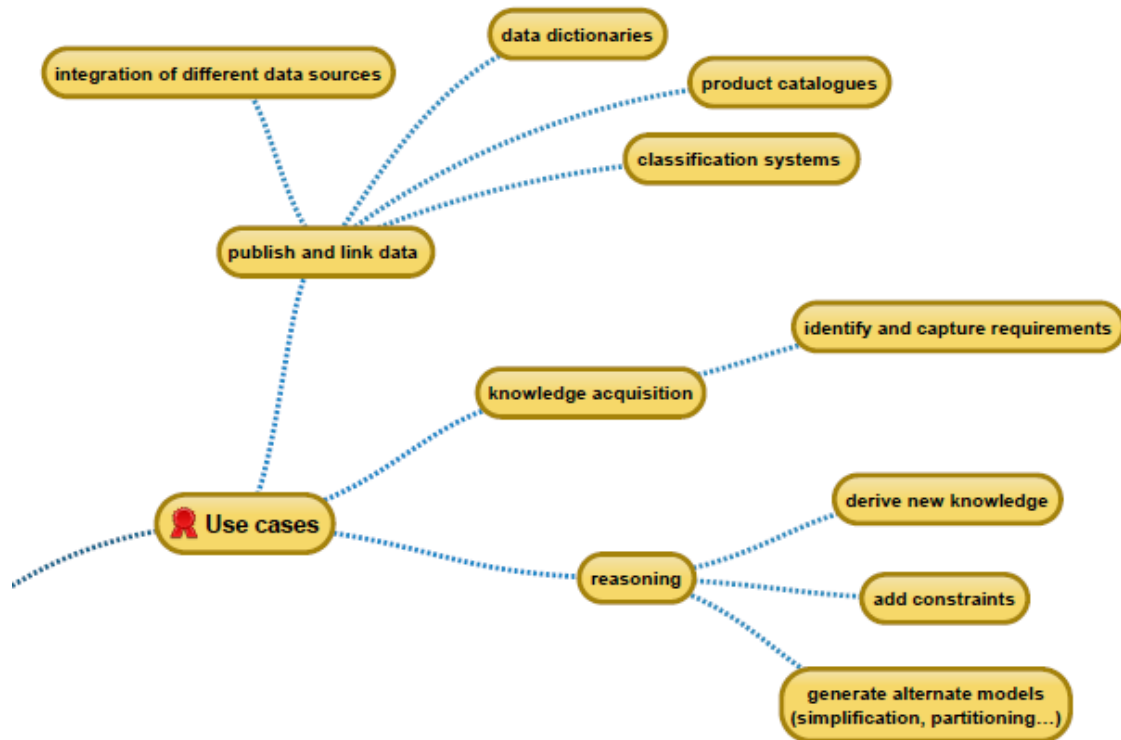 data dictionaries
integration of different data sources
product catalogues
classification systems
publish and link data
identify and capture requirements
knowledge acquisition
derive new knowledge
Use cases
reasoning
add constraints
generate alternate models
(simplification, partitioning...)